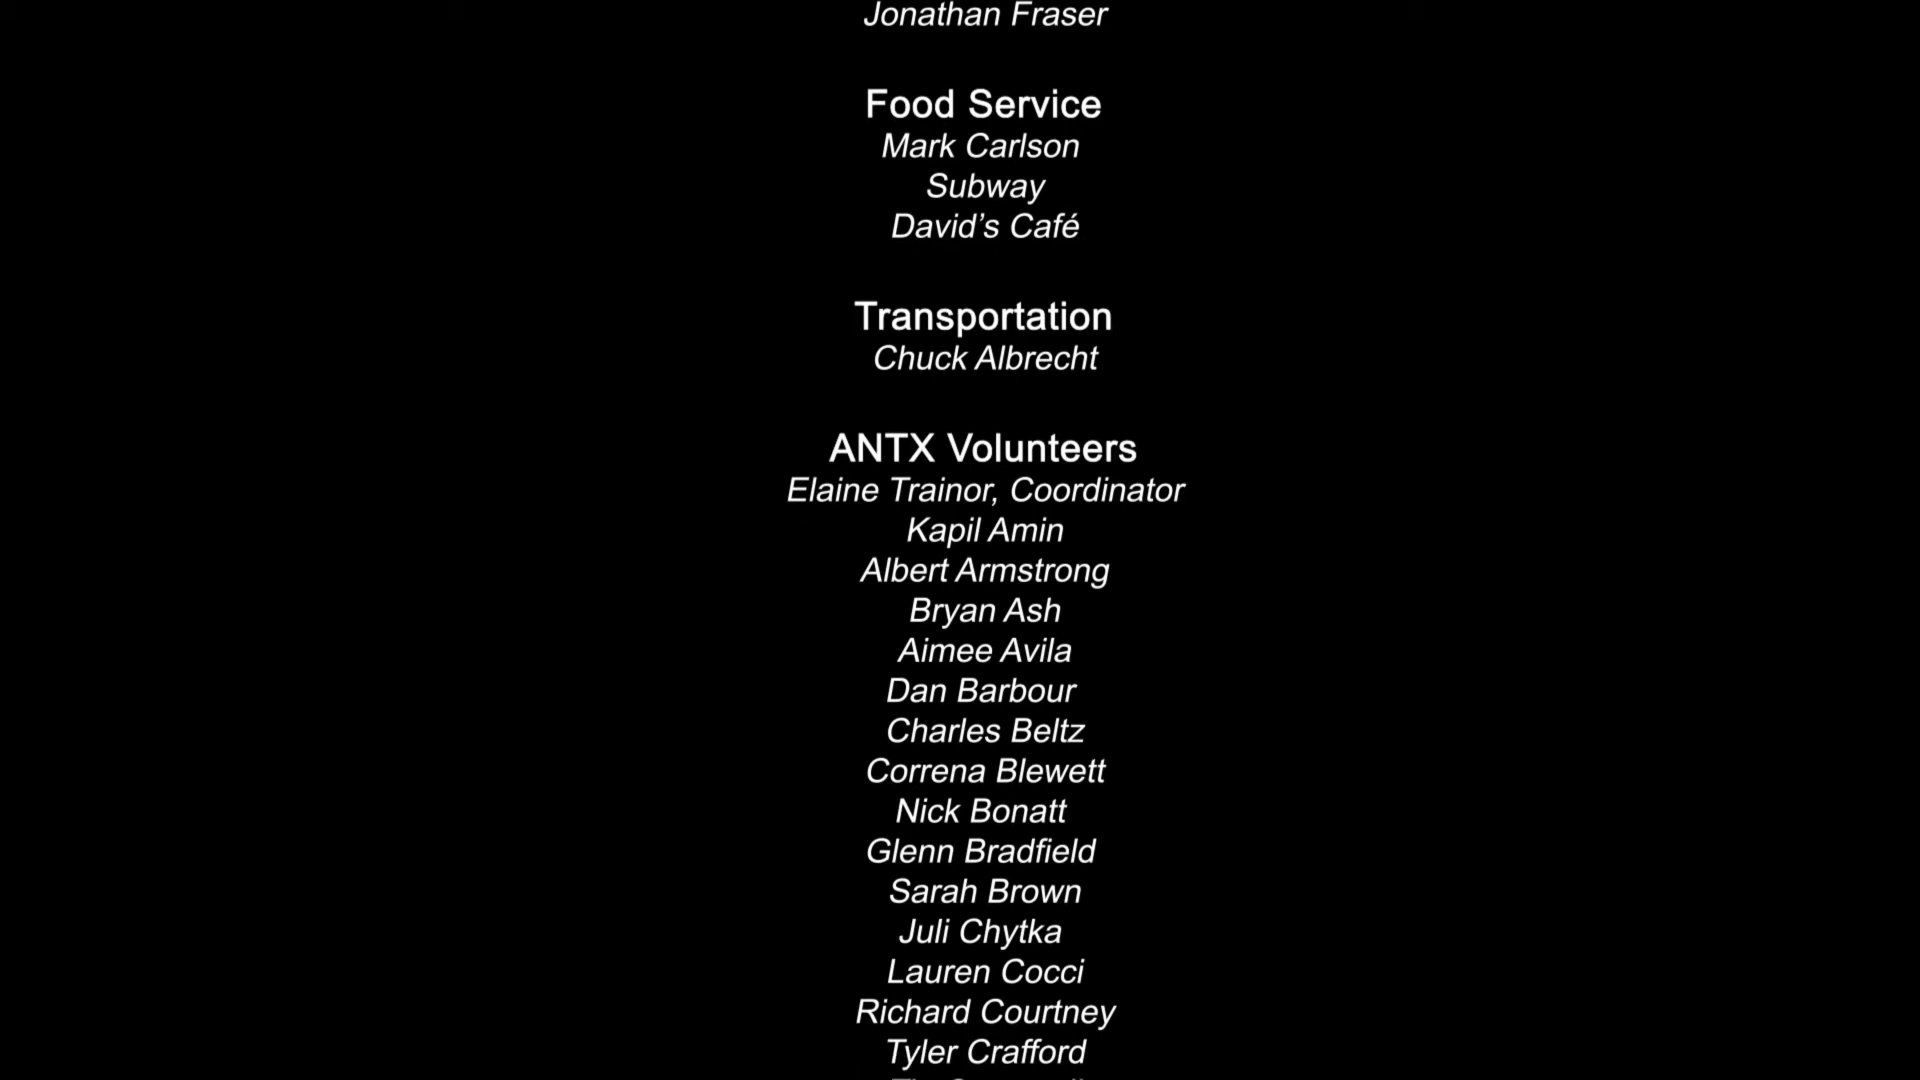 Jonathan Fraser
Food Service
Mark Carlson
Subway
David’s Café
Transportation
Chuck Albrecht
ANTX Volunteers
Elaine Trainor, Coordinator
Kapil Amin
Albert Armstrong
Bryan Ash
Aimee Avila
Dan Barbour
Charles Beltz
Correna Blewett
Nick Bonatt
Glenn Bradfield
Sarah Brown
Juli Chytka
Lauren Cocci
Richard Courtney
Tyler Crafford